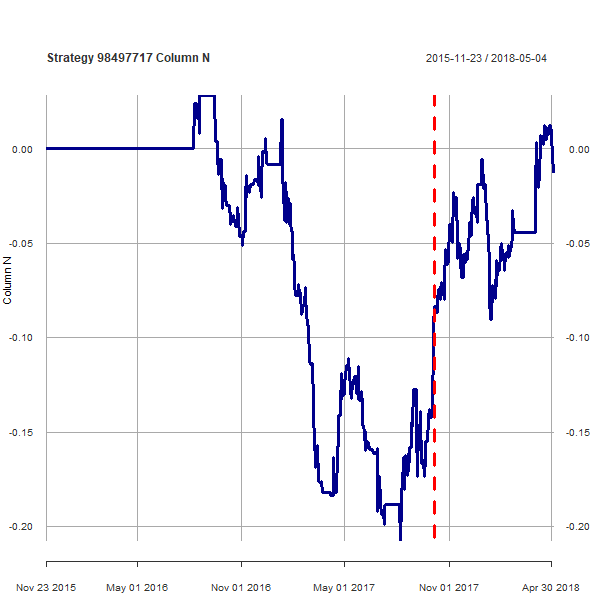 Strategy 98497717 Column N
2015-11-23 / 2018-05-04
0.00
0.00
-0.05
-0.05
Column N
-0.10
-0.10
-0.15
-0.15
-0.20
-0.20
Nov 23 2015
May 01 2016
Nov 01 2016
May 01 2017
Nov 01 2017
Apr 30 2018